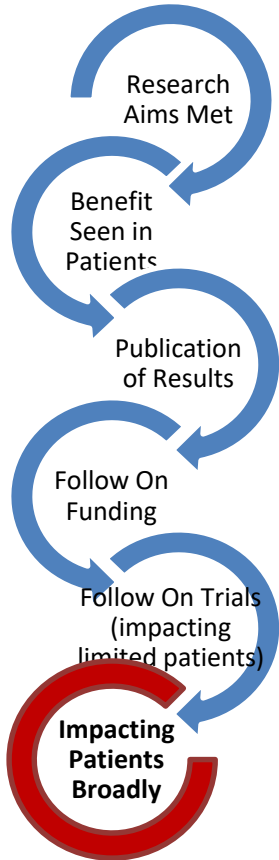 Research
Aims Met
Benefit
Seen in
Patients
Publication
of Results
Follow On
Funding
Follow On Trials
(impacting
limited patients)
Impacting
Patients
Broadly